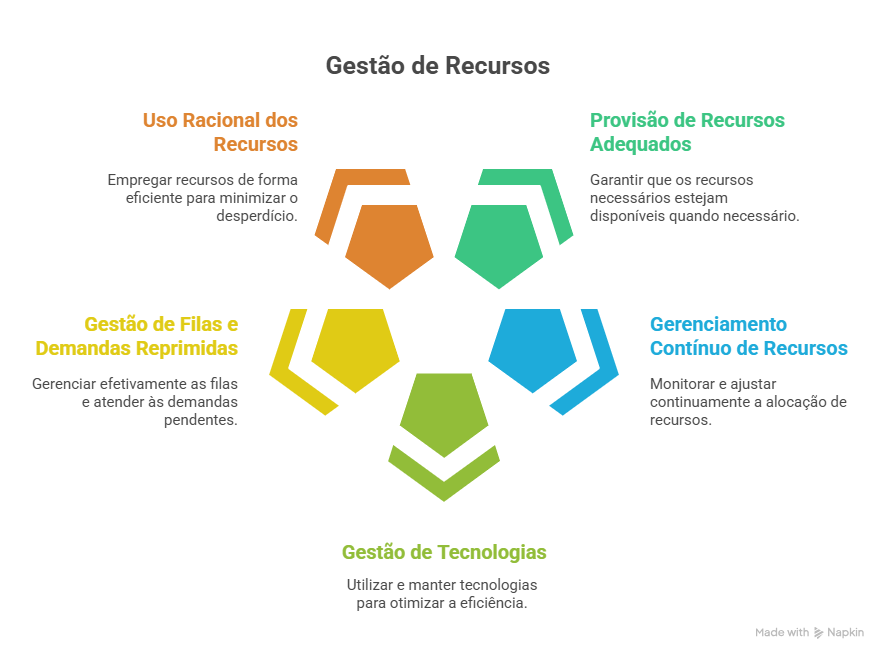 Gestão de Recursos
Uso Racional dos
Recursos
Empregar recursos de forma
eficiente para minimizar o
desperdício.
Provisão de Recursos
Adequados
Garantir que os recursos
necessários estejam
disponíveis quando necessário.
Gestão de Filas e
Demandas Reprimidas
Gerenciar efetivamente as filas
e atender às demandas
pendentes.
Gerenciamento
Contínuo de Recursos
Monitorar e ajustar
continuamente a alocação de
recursos.
Gestão de Tecnologias
Utilizar e manter tecnologias
para otimizar a eficiência.
Made with Napkin